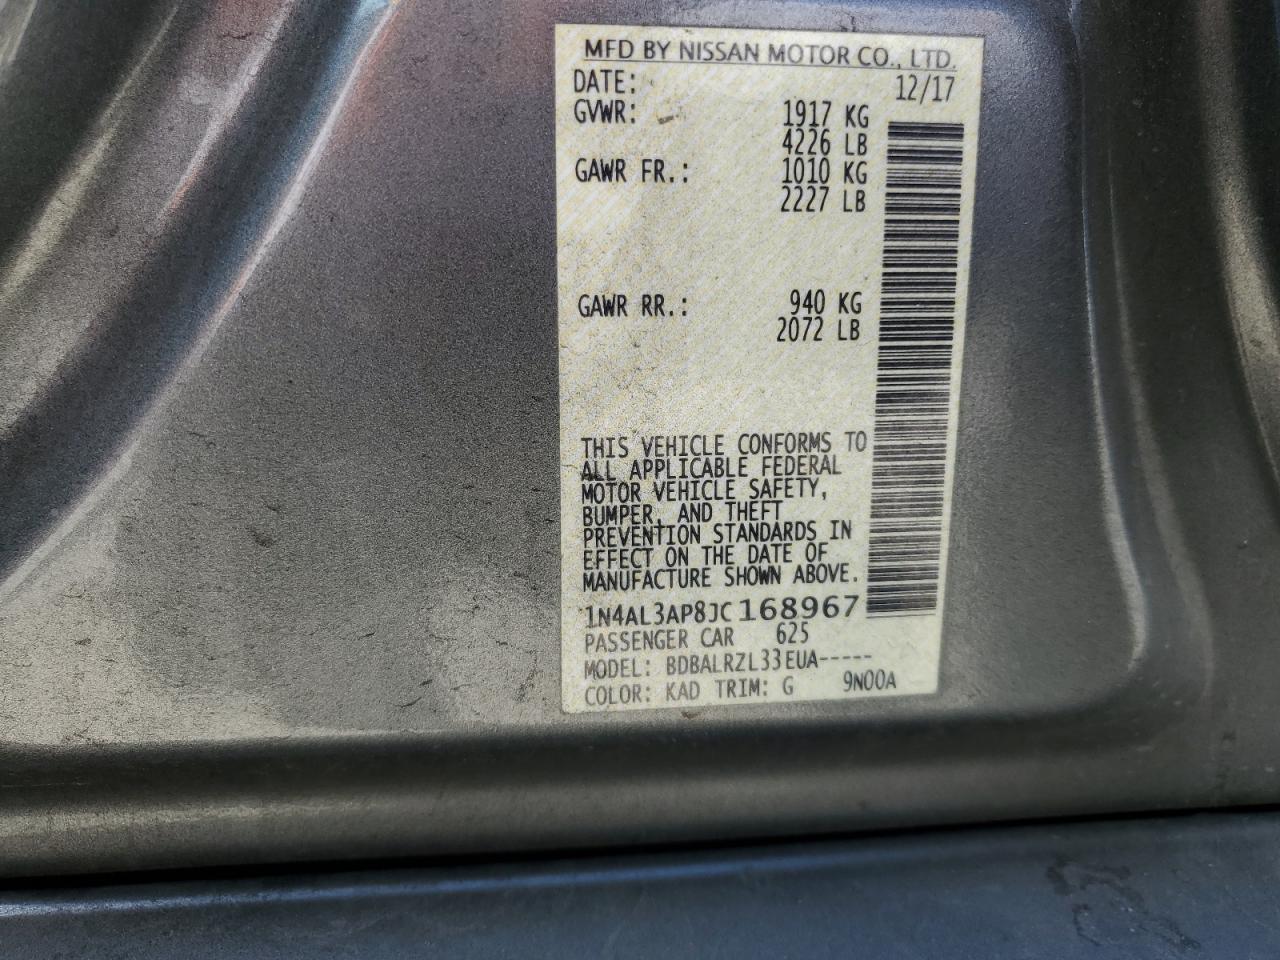 MFD BY NISSAN MOTOR CO., LTD.
DATE: 12/17
GVWR: 1917 KG
4226 LB
GAWR FR.: 1010 KG
2227 LB
GAWR RR.: 940 KG
2072 LB
THIS VEHICLE CONFORMS TO
ALL APPLICABLE FEDERAL
MOTOR VEHICLE SAFETY,
BUMPER, AND THEFT
PREVENTION STANDARDS IN
EFFECT ON THE DATE OF
MANUFACTURE SHOWN ABOVE.
1N4AL3AP8JC168967
PASSENGER CAR 625
MODEL: BDBALRZL33EUA-----
COLOR: KAD TRIM: G 9N00A